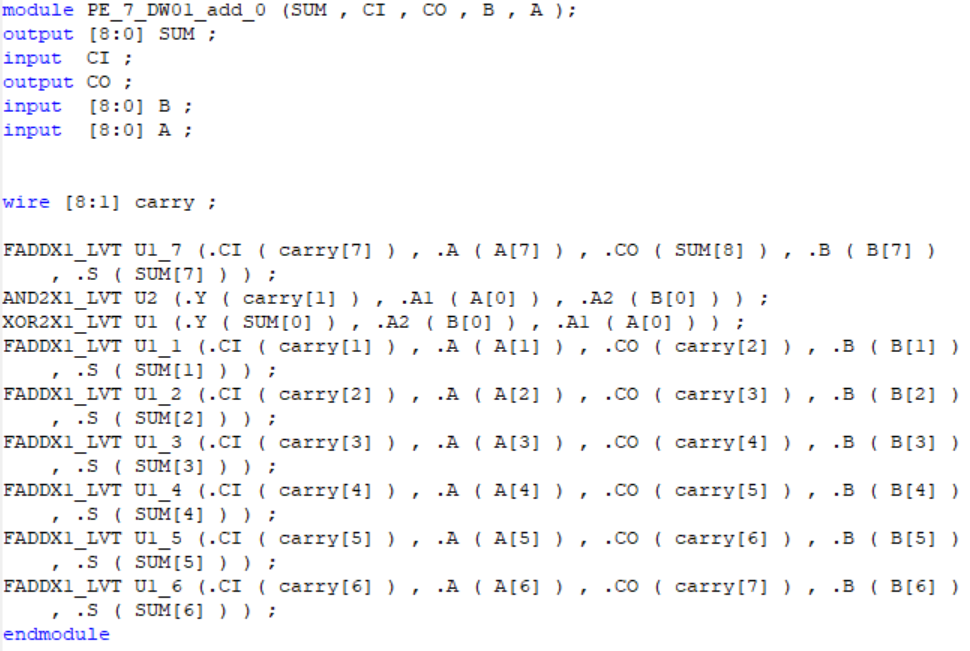 module PE_7_DW01_add_0 (SUM , CI , CO , B , A );
output [8:0] SUM ;
input  CI ;
output CO ;
input  [8:0] B ;
input  [8:0] A ;
wire [8:1] carry ;
FADDX1_LVT U1_7 (.CI ( carry[7] ) , .A ( A[7] ) , .CO ( SUM[8] ) , .B ( B[7] )
    , .S ( SUM[7] ) ) ;
AND2X1_LVT U2 (.Y ( carry[1] ) , .A1 ( A[0] ) , .A2 ( B[0] ) ) ;
XOR2X1_LVT U1 (.Y ( SUM[0] ) , .A2 ( B[0] ) , .A1 ( A[0] ) ) ;
FADDX1_LVT U1_1 (.CI ( carry[1] ) , .A ( A[1] ) , .CO ( carry[2] ) , .B ( B[1] )
    , .S ( SUM[1] ) ) ;
FADDX1_LVT U1_2 (.CI ( carry[2] ) , .A ( A[2] ) , .CO ( carry[3] ) , .B ( B[2] )
    , .S ( SUM[2] ) ) ;
FADDX1_LVT U1_3 (.CI ( carry[3] ) , .A ( A[3] ) , .CO ( carry[4] ) , .B ( B[3] )
    , .S ( SUM[3] ) ) ;
FADDX1_LVT U1_4 (.CI ( carry[4] ) , .A ( A[4] ) , .CO ( carry[5] ) , .B ( B[4] )
    , .S ( SUM[4] ) ) ;
FADDX1_LVT U1_5 (.CI ( carry[5] ) , .A ( A[5] ) , .CO ( carry[6] ) , .B ( B[5] )
    , .S ( SUM[5] ) ) ;
FADDX1_LVT U1_6 (.CI ( carry[6] ) , .A ( A[6] ) , .CO ( carry[7] ) , .B ( B[6] )
    , .S ( SUM[6] ) ) ;
endmodule